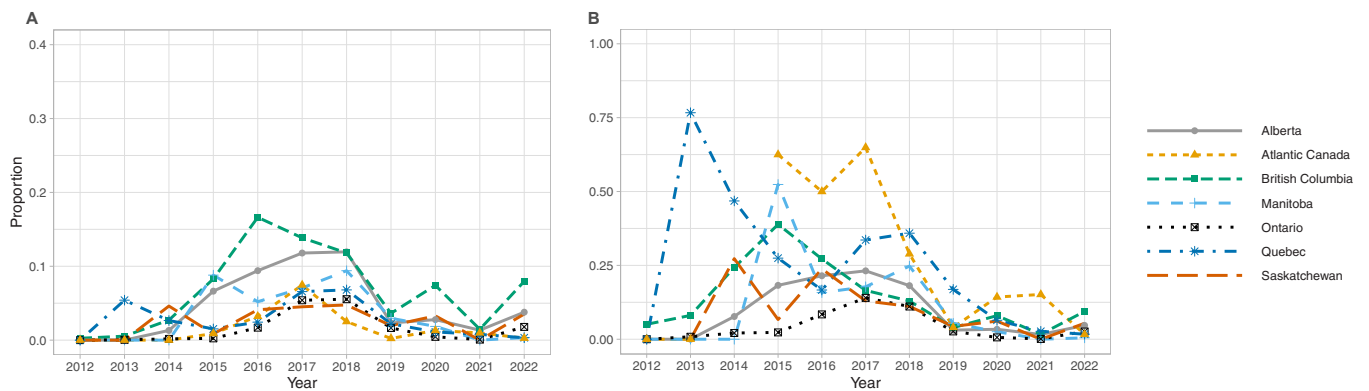 A
B
0.4
0.3
0.2
0.1
0.0
Proportion
2012 2013 2014 2015 2016 2017 2018 2019 2020 2021 2022
Year
1.00
0.75
0.50
0.25
0.00
2012 2013 2014 2015 2016 2017 2018 2019 2020 2021 2022
Year
Alberta
Atlantic Canada
British Columbia
Manitoba
Ontario
Quebec
Saskatchewan